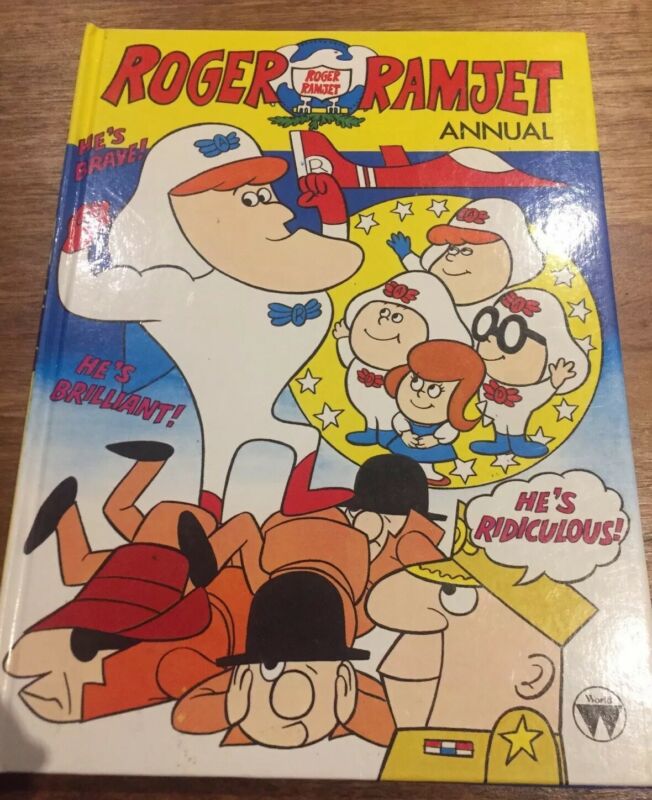 ROGER RAMJET
ROGER
RAMJET
ANNUAL
HE'S
BRAVE!
R
HE'S
BRILLIANT!
R
HE'S
RIDICULOUS!
World
W